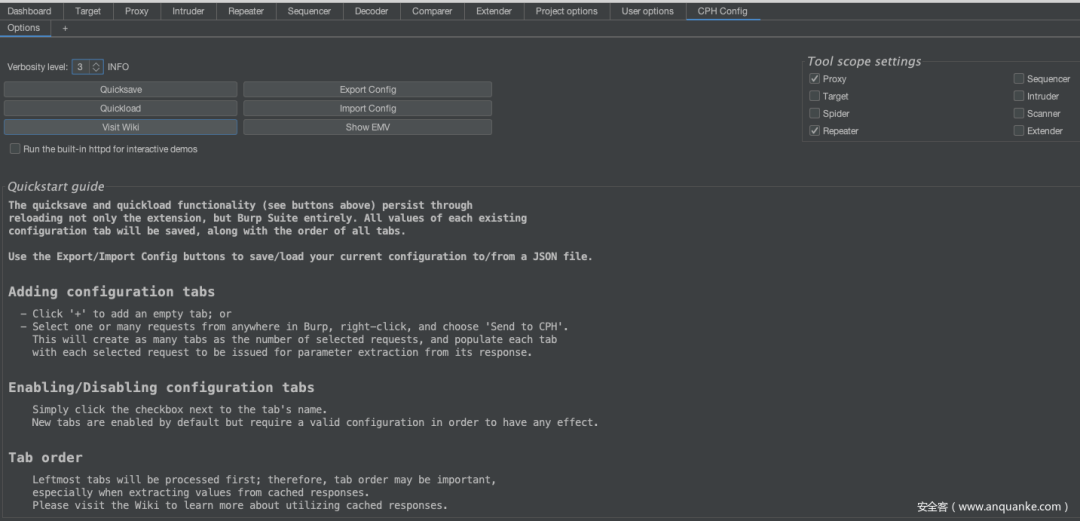 Dashboard Target Proxy Intruder Repeater Sequencer Decoder Comparer Extender Project options User options CPH Config
Options +
Verbosity level: 3 INFO
Tool scope settings
Proxy Sequencer
Target Intruder
Spider Scanner
Repeater Extender
Quicksave Export Config
Quickload Import Config
Visit Wiki Show EMV
Run the built-in httpd for interactive demos
Quickstart guide
The quicksave and quickload functionality (see buttons above) persist through
reloading not only the extension, but Burp Suite entirely. All values of each existing
configuration tab will be saved, along with the order of all tabs.
Use the Export/Import Config buttons to save/load your current configuration to/from a JSON file.
Adding configuration tabs
– Click '+' to add an empty tab; or
– Select one or many requests from anywhere in Burp, right-click, and choose 'Send to CPH'.
This will create as many tabs as the number of selected requests, and populate each tab
with each selected request to be issued for parameter extraction from its response.
Enabling/Disabling configuration tabs
Simply click the checkbox next to the tab's name.
New tabs are enabled by default but require a valid configuration in order to have any effect.
Tab order
Leftmost tabs will be processed first; therefore, tab order may be important,
especially when extracting values from cached responses.
Please visit the Wiki to learn more about utilizing cached responses.
安全客（www.anquanke.com）